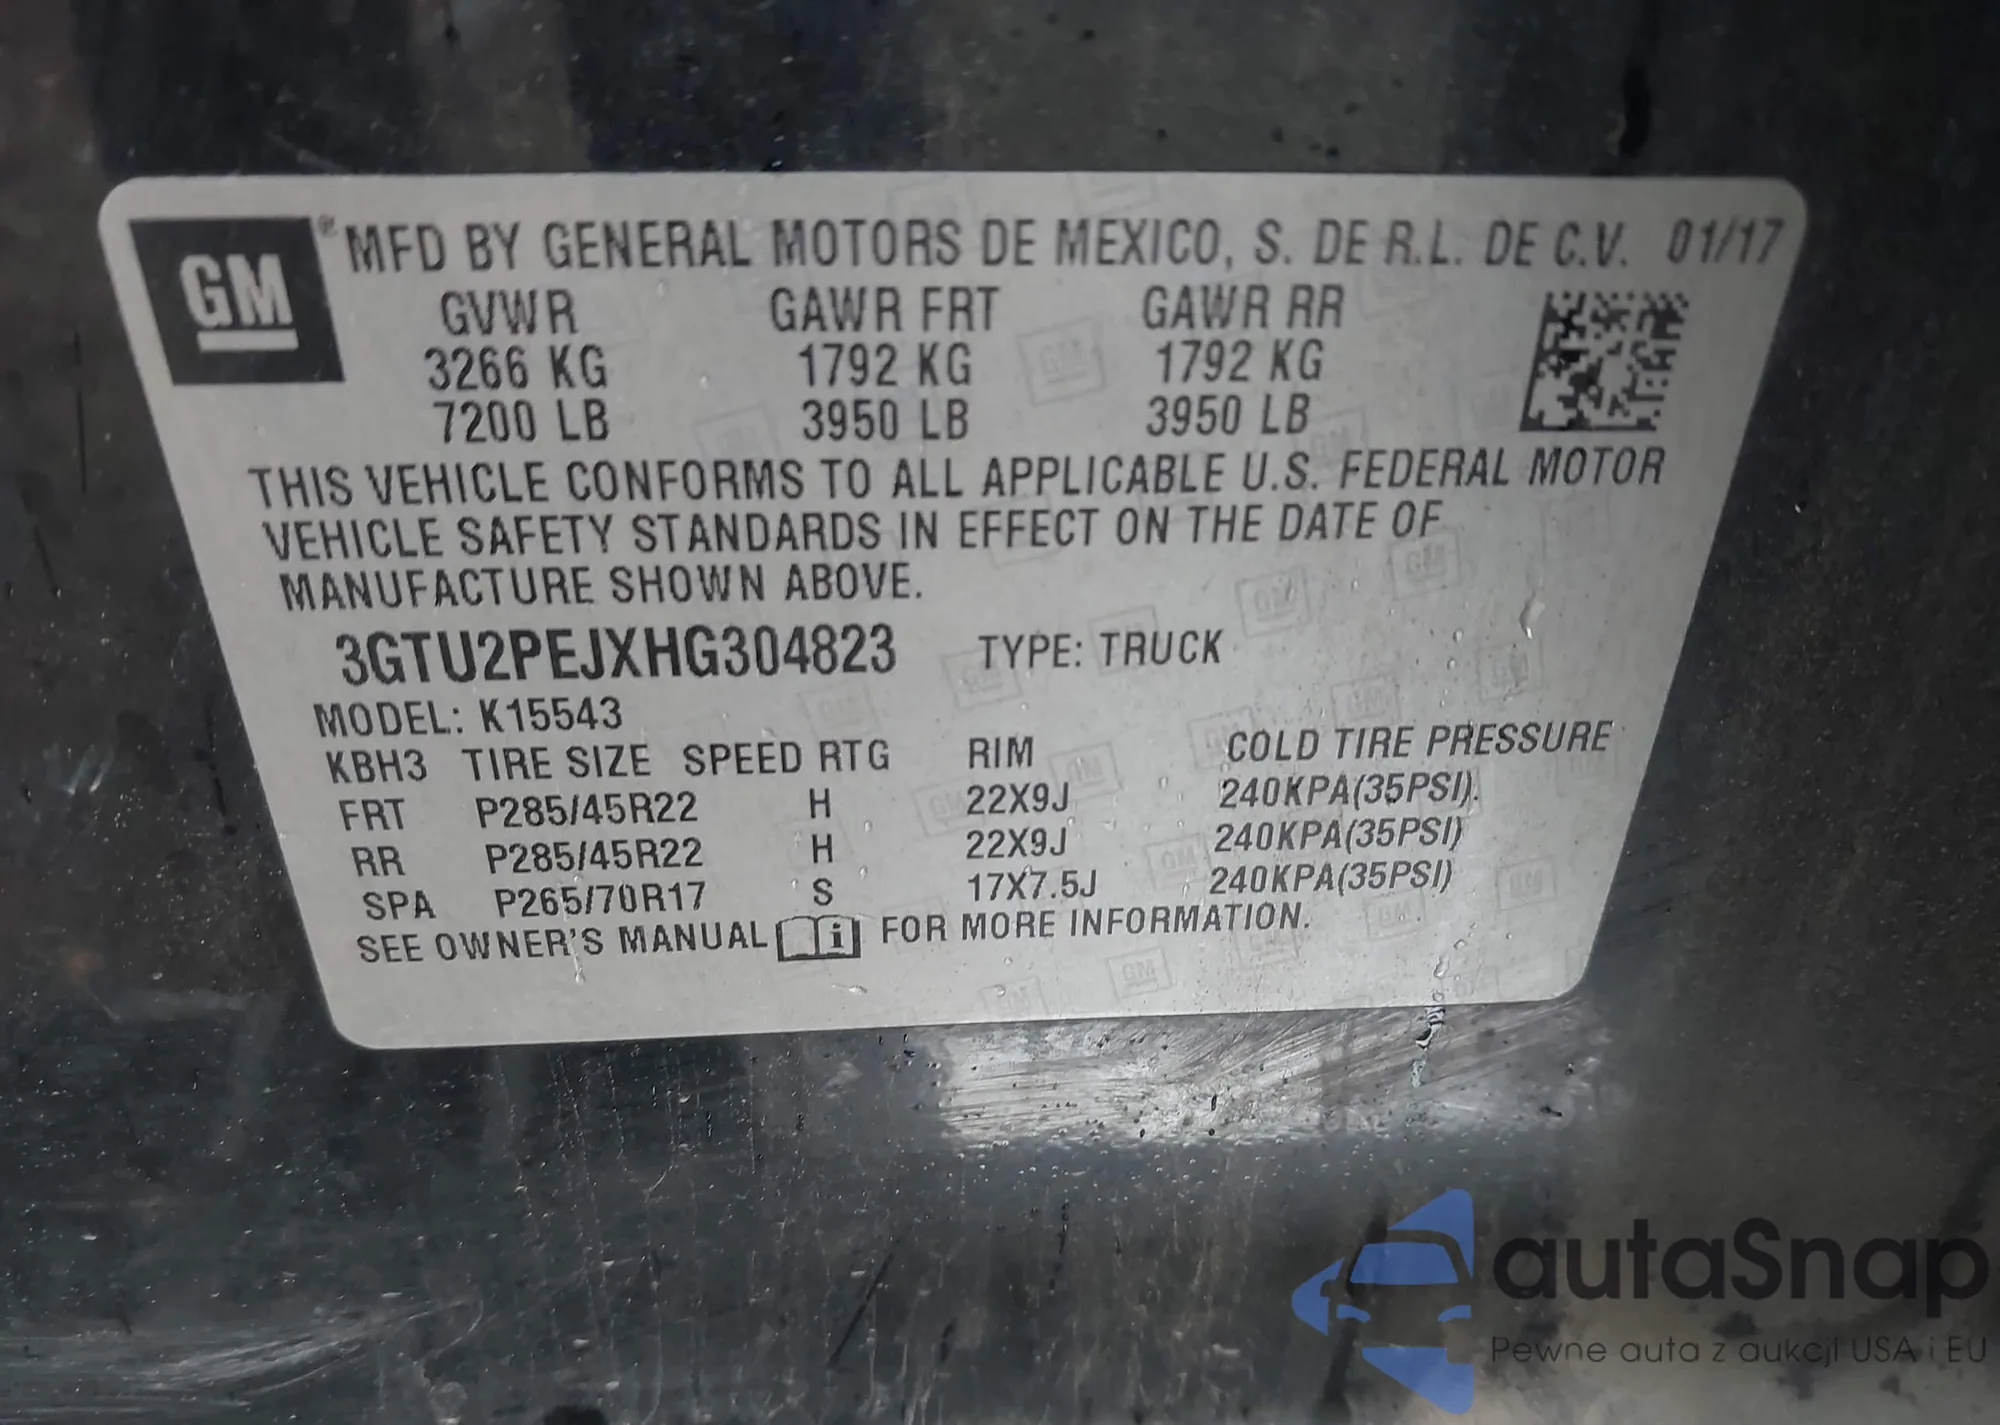 GM
® MFD BY GENERAL MOTORS DE MEXICO, S. DE R.L. DE C.V. 01/17
GVWR GAWR FRT GAWR RR
3266 KG 1792 KG 1792 KG
7200 LB 3950 LB 3950 LB
THIS VEHICLE CONFORMS TO ALL APPLICABLE U.S. FEDERAL MOTOR
VEHICLE SAFETY STANDARDS IN EFFECT ON THE DATE OF
MANUFACTURE SHOWN ABOVE.
3GTU2PEJXHG304823 TYPE: TRUCK
MODEL: K15543
KBH3 TIRE SIZE SPEED RTG RIM COLD TIRE PRESSURE
FRT P285/45R22 H 22X9J 240KPA(35PSI)
RR P285/45R22 H 22X9J 240KPA(35PSI)
SPA P265/70R17 S 17X7.5J 240KPA(35PSI)
SEE OWNER'S MANUAL i FOR MORE INFORMATION.
autaSnap
Pewne auta z aukcji USA i EU